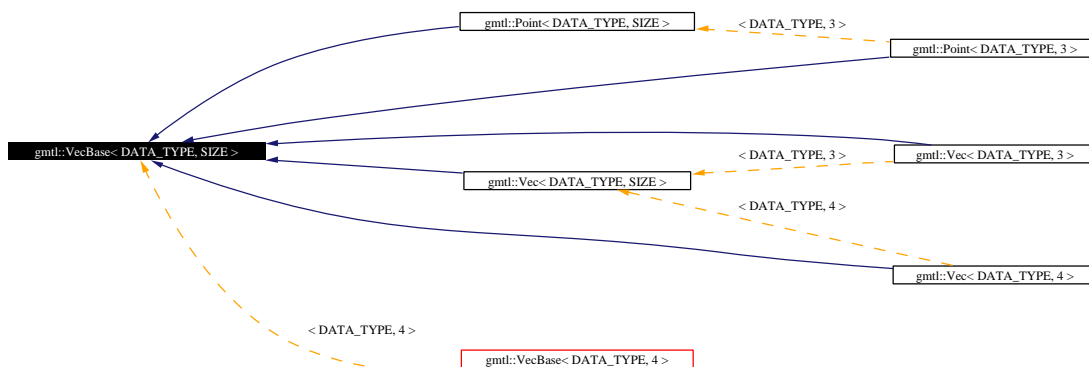 gmtl::Point< DATA_TYPE, SIZE >
< DATA_TYPE, 3 >
gmtl::Point< DATA_TYPE, 3 >
gmtl::VecBase< DATA_TYPE, SIZE >
< DATA_TYPE, 3 >
gmtl::Vec< DATA_TYPE, 3 >
gmtl::Vec< DATA_TYPE, SIZE >
< DATA_TYPE, 4 >
gmtl::Vec< DATA_TYPE, 4 >
< DATA_TYPE, 4 >
gmtl::VecBase< DATA_TYPE, 4 >